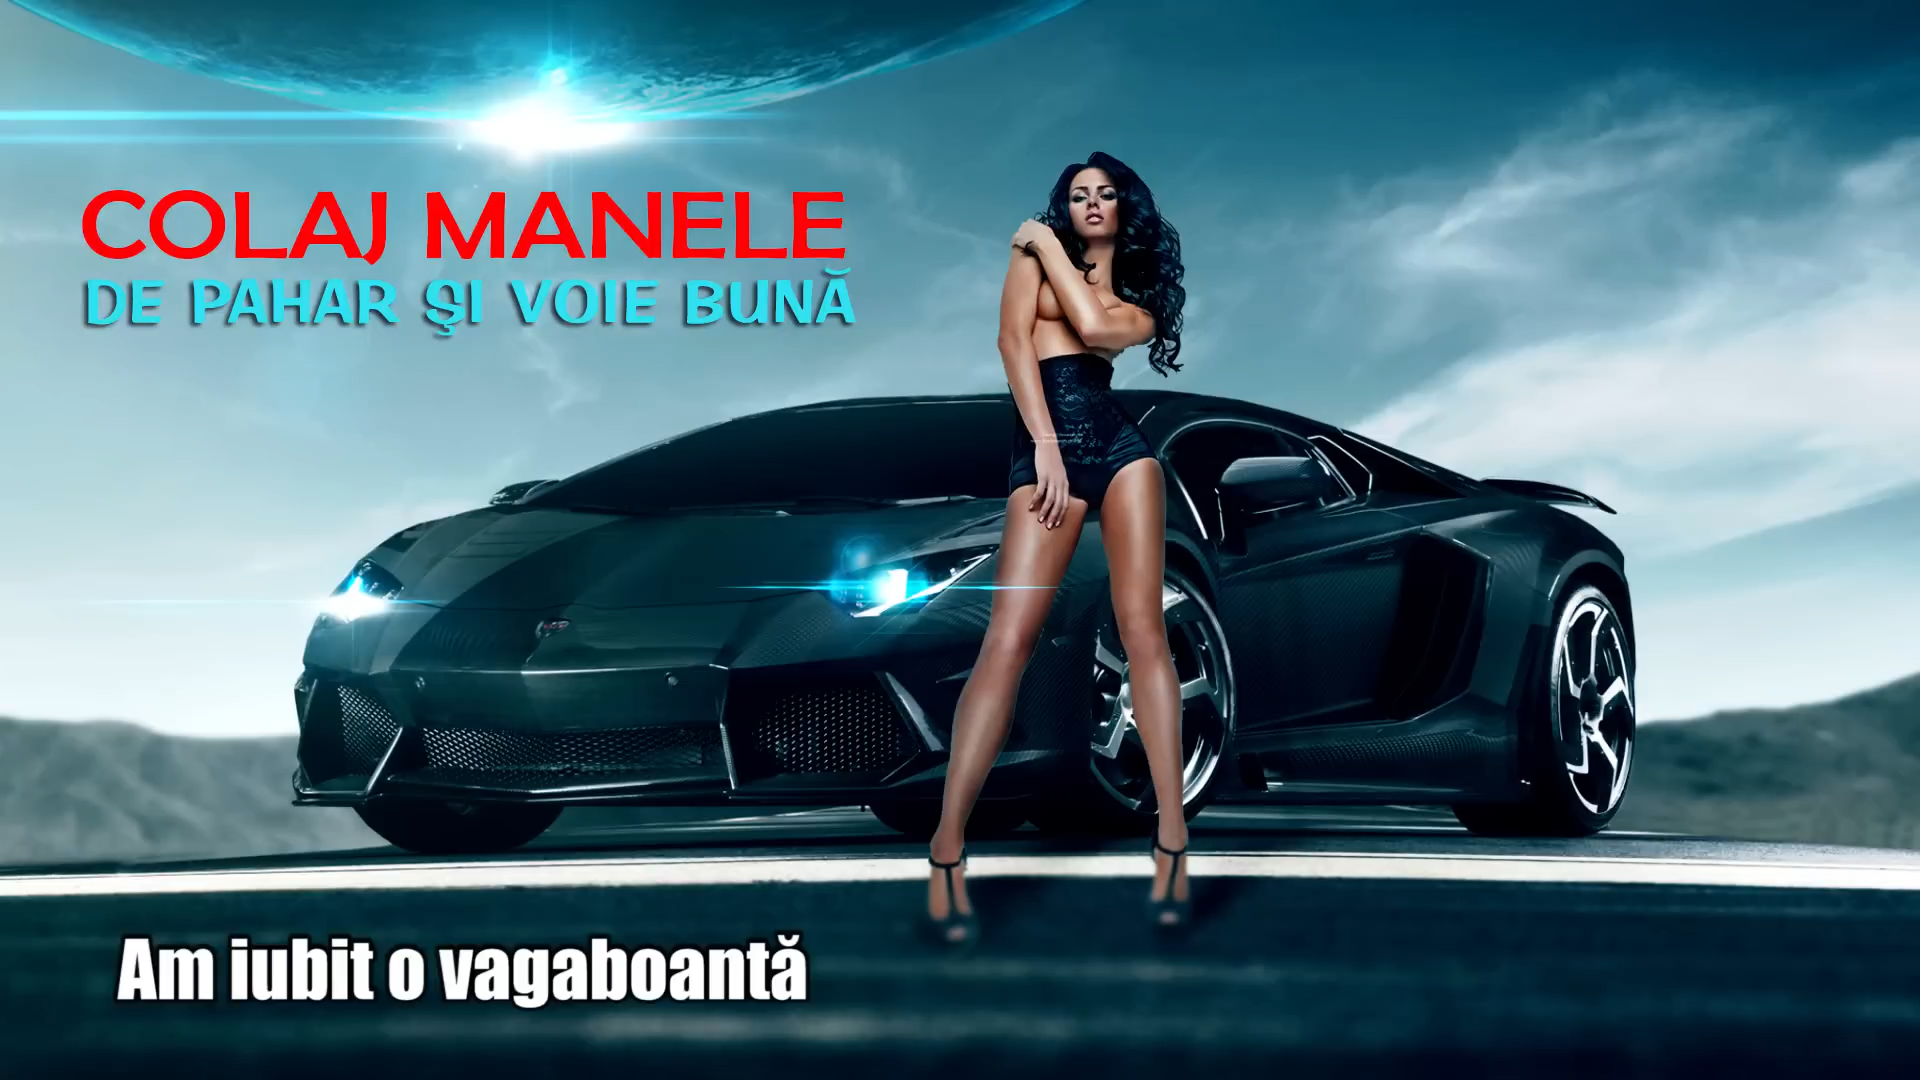 COLAJ MANELE
DE PAHAR ŞI VOIE BUNĂ
Am iubit o vagaboantă